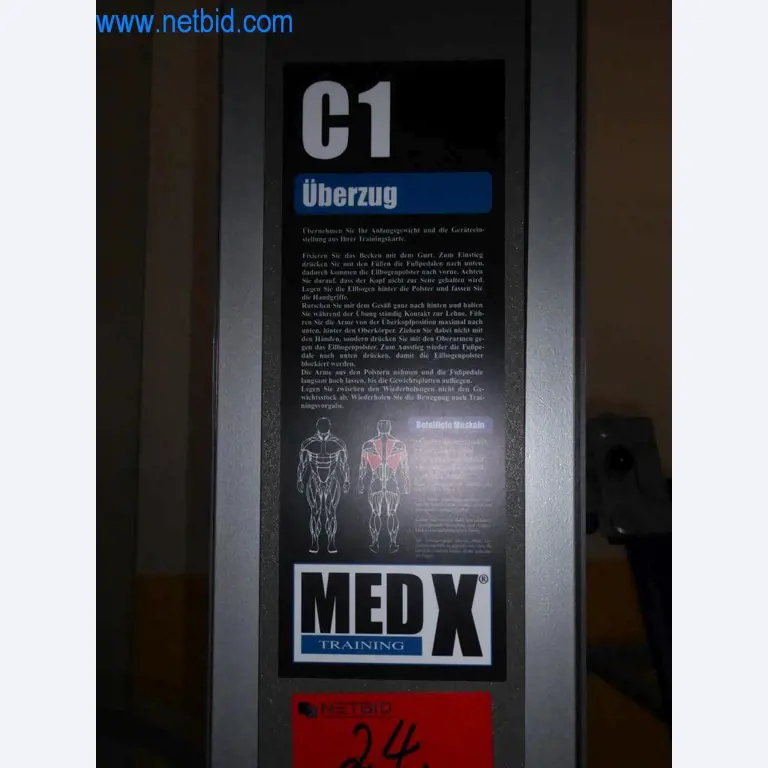 www.netbid.com
C1
Überzug
Übernehmen Sie Ihr Anfangsgewicht und die Geräteein-
stellung aus Ihrer Trainingskarte.
Fixieren Sie das Becken mit dem Gurt. Zum Einstieg
drücken Sie mit den Füßen die Fußpedalen nach unten,
dadurch kommen die Ellbogenpolster nach vorne. Achten
Sie darauf, dass der Kopf nicht zur Seite gehalten wird.
Legen Sie die Ellbogen hinter die Polster und fassen Sie
die Handgriffe.
Rutschen Sie mit dem Gesäß ganz nach hinten und halten
Sie während der Übung ständig Kontakt zur Lehne. Füh-
ren Sie die Arme von der Überkopfposition maximal nach
unten, hinter den Oberkörper. Ziehen Sie dabei nicht mit
den Händen, sondern drücken Sie mit den Oberarmen ge-
gen das Ellbogenpolster. Zum Ausstieg wieder die Fußpe-
dale nach unten drücken, damit die Ellbogenpolster
blockiert werden.
Die Arme aus den Polstern nehmen und die Fußpedale
langsam hoch lassen, bis die Gewichtsplatten aufliegen.
Legen Sie zwischen den Wiederholungen nicht den Ge-
wichtsstock ab. Wiederholen Sie die Bewegung nach Trai-
ningsvorgabe.
Beteiligte Muskeln
MEDX®
TRAINING
NETBID
24.